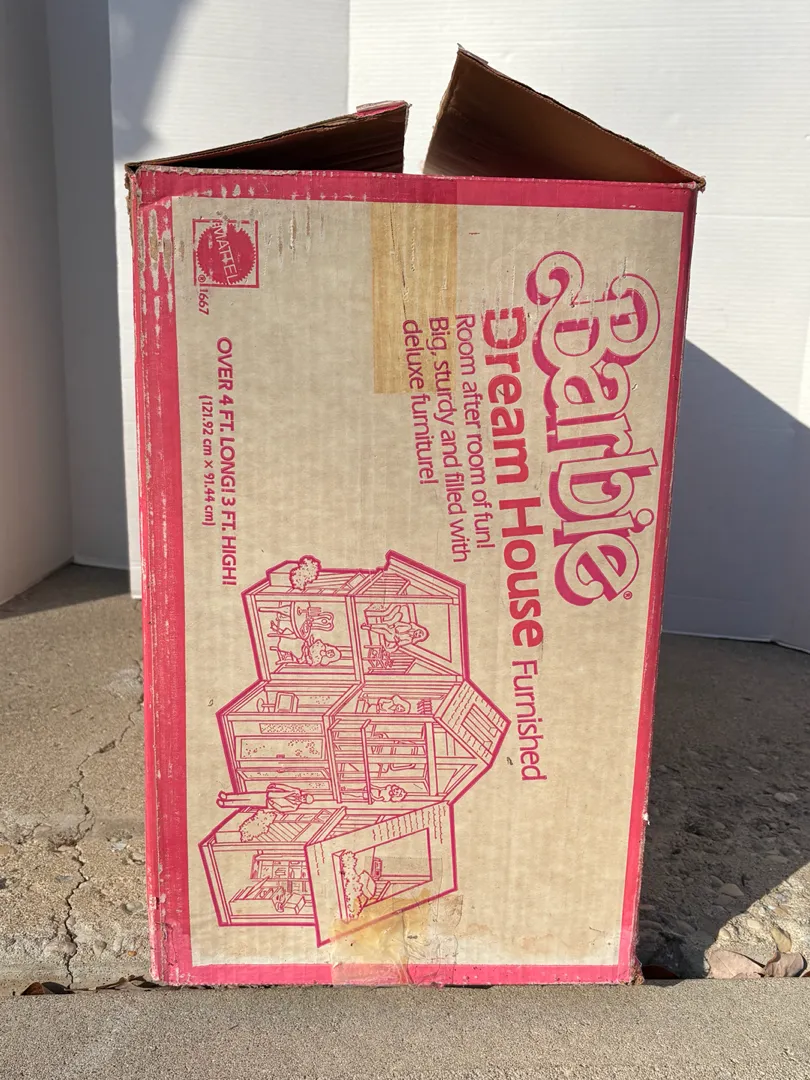 Barbie®
Dream House Furnished
Room after room of fun!
Big, sturdy and filled with
deluxe furniture!
OVER 4 FT. LONG! 3 FT. HIGH!
(121.92 cm x 91.44 cm)
MATTEL
® 1667